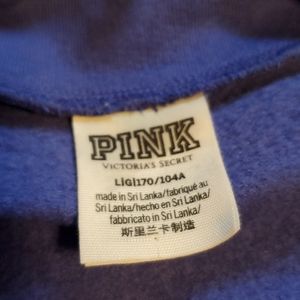 PINK
VICTORIA'S SECRET
L|G|170/104A
made in Sri Lanka/fabriqué au
Sri Lanka/hecho en Sri Lanka/
fabbricato in Sri Lanka/
斯里兰卡制造